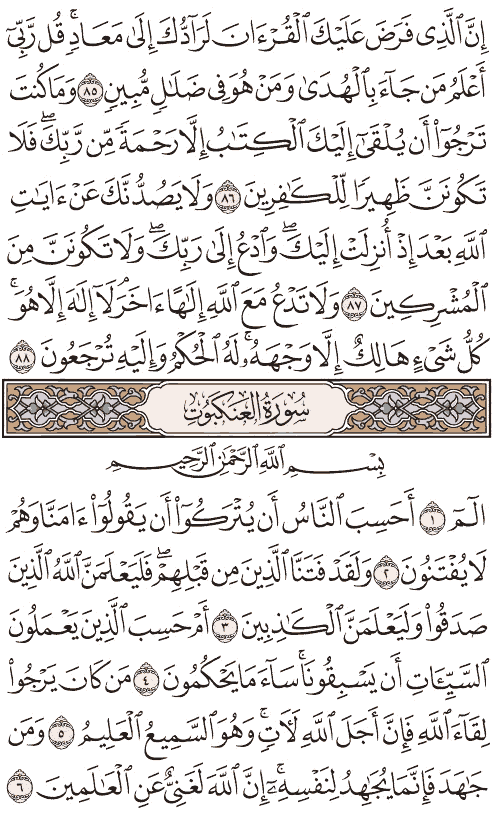 إِنَّ ٱلَّذِى فَرَضَ عَلَيْكَ ٱلْقُرْءَانَ لَرَآدُّكَ إِلَىٰ مَعَادٍ ۚ قُل رَّبِّىٓ
أَعْلَمُ مَن جَآءَ بِٱلْهُدَىٰ وَمَنْ هُوَ فِى ضَلَٰلٍ مُّبِينٍ ٨٥ وَمَا كُنتَ
تَرْجُوٓا۟ أَن يُلْقَىٰٓ إِلَيْكَ ٱلْكِتَٰبُ إِلَّا رَحْمَةً مِّن رَّبِّكَ ۖ فَلَا
تَكُونَنَّ ظَهِيرًا لِّلْكَٰفِرِينَ ٨٦ وَلَا يَصُدُّنَّكَ عَنْ ءَايَٰتِ
ٱللَّهِ بَعْدَ إِذْ أُنزِلَتْ إِلَيْكَ ۖ وَٱدْعُ إِلَىٰ رَبِّكَ ۖ وَلَا تَكُونَنَّ مِنَ
ٱلْمُشْرِكِينَ ٨٧ وَلَا تَدْعُ مَعَ ٱللَّهِ إِلَٰهًا ءَاخَرَ ۘ لَآ إِلَٰهَ إِلَّا هُوَ ۚ
كُلُّ شَىْءٍ هَالِكٌ إِلَّا وَجْهَهُۥ ۚ لَهُ ٱلْحُكْمُ وَإِلَيْهِ تُرْجَعُونَ ٨٨
سُورَةُ العَنكَبُوتِ
بِسْمِ ٱللَّهِ ٱلرَّحْمَٰنِ ٱلرَّحِيمِ
الٓمٓ ١ أَحَسِبَ ٱلنَّاسُ أَن يُتْرَكُوٓا۟ أَن يَقُولُوٓا۟ ءَامَنَّا وَهُمْ
لَا يُفْتَنُونَ ٢ وَلَقَدْ فَتَنَّا ٱلَّذِينَ مِن قَبْلِهِمْ ۖ فَلَيَعْلَمَنَّ ٱللَّهُ ٱلَّذِينَ
صَدَقُوا۟ وَلَيَعْلَمَنَّ ٱلْكَٰذِبِينَ ٣ أَمْ حَسِبَ ٱلَّذِينَ يَعْمَلُونَ
ٱلسَّيِّـَٔاتِ أَن يَسْبِقُونَا ۚ سَآءَ مَا يَحْكُمُونَ ٤ مَن كَانَ يَرْجُوا۟
لِقَآءَ ٱللَّهِ فَإِنَّ أَجَلَ ٱللَّهِ لَـَٔاتٍ ۚ وَهُوَ ٱلسَّمِيعُ ٱلْعَلِيمُ ٥ وَمَن
جَٰهَدَ فَإِنَّمَا يُجَٰهِدُ لِنَفْسِهِۦٓ ۚ إِنَّ ٱللَّهَ لَغَنِىٌّ عَنِ ٱلْعَٰلَمِينَ ٦